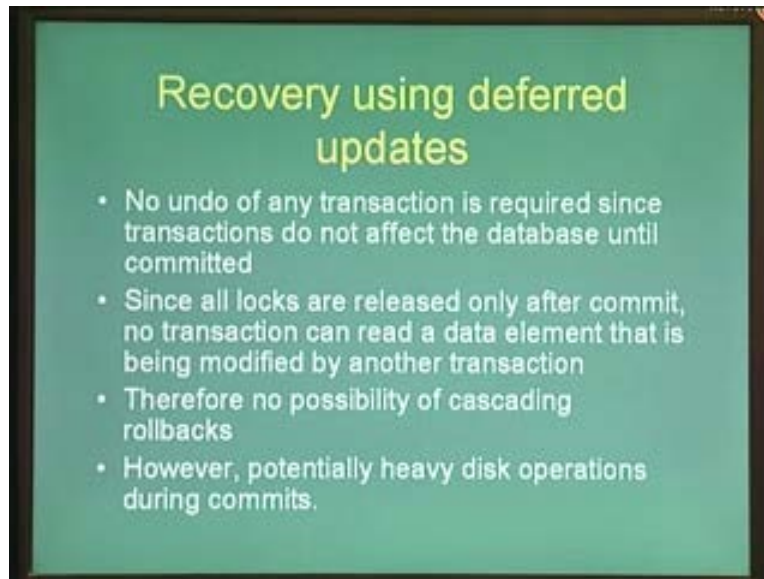 Recovery using deferred
updates
• No undo of any transaction is required since
transactions do not affect the database until
committed
• Since all locks are released only after commit,
no transaction can read a data element that is
being modified by another transaction
• Therefore no possibility of cascading
rollbacks
• However, potentially heavy disk operations
during commits.